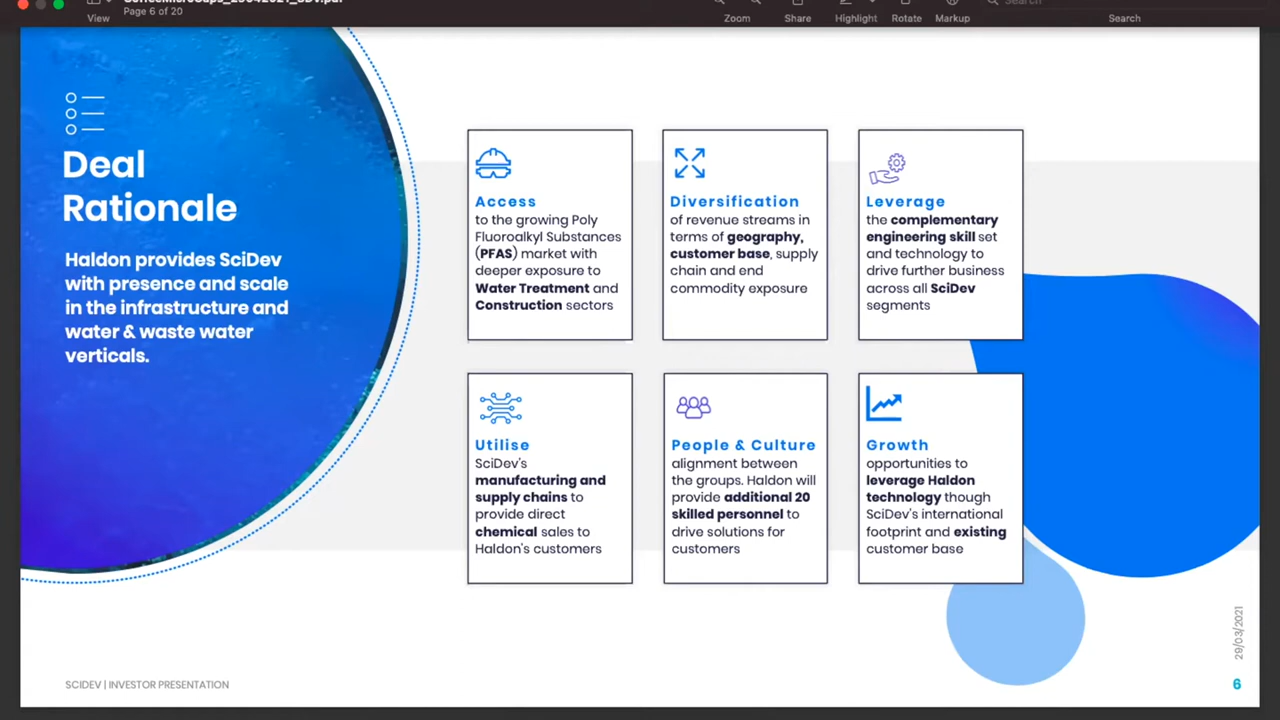 Page 6 of 20
View
Zoom
Share
Highlight
Rotate
Markup
Search
Deal
Rationale
Haldon provides SciDev
with presence and scale
in the infrastructure and
water & waste water
verticals.
Access
to the growing Poly
Fluoroalkyl Substances
(PFAS) market with
deeper exposure to
Water Treatment and
Construction sectors
Diversification
of revenue streams in
terms of geography,
customer base, supply
chain and end
commodity exposure
Leverage
the complementary
engineering skill set
and technology to
drive further business
across all SciDev
segments
Utilise
SciDev's
manufacturing and
supply chains to
provide direct
chemical sales to
Haldon's customers
People & Culture
alignment between
the groups. Haldon will
provide additional 20
skilled personnel to
drive solutions for
customers
Growth
opportunities to
leverage Haldon
technology though
SciDev's international
footprint and existing
customer base
29/03/2021
SCIDEV | INVESTOR PRESENTATION
6